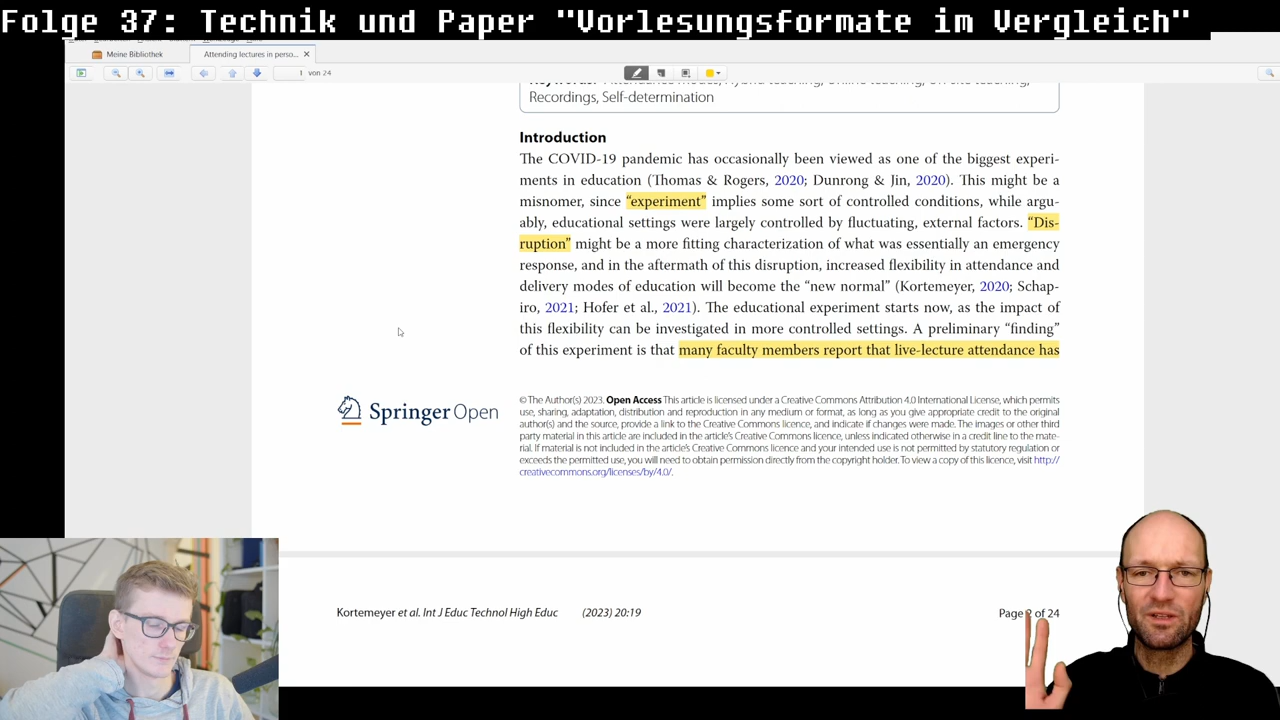 Folge 37: Technik und Paper "Vorlesungsformate im Vergleich"
Meine Bibliothek
Attending lectures in perso...
1 von 24
Recordings, Self-determination
Introduction
The COVID-19 pandemic has occasionally been viewed as one of the biggest experi-
ments in education (Thomas & Rogers, 2020; Dunrong & Jin, 2020). This might be a
misnomer, since “experiment” implies some sort of controlled conditions, while argu-
ably, educational settings were largely controlled by fluctuating, external factors. “Dis-
ruption” might be a more fitting characterization of what was essentially an emergency
response, and in the aftermath of this disruption, increased flexibility in attendance and
delivery modes of education will become the “new normal” (Kortemeyer, 2020; Schap-
iro, 2021; Hofer et al., 2021). The educational experiment starts now, as the impact of
this flexibility can be investigated in more controlled settings. A preliminary “finding”
of this experiment is that many faculty members report that live-lecture attendance has
Springer Open
© The Author(s) 2023. Open Access This article is licensed under a Creative Commons Attribution 4.0 International License, which permits
use, sharing, adaptation, distribution and reproduction in any medium or format, as long as you give appropriate credit to the original
author(s) and the source, provide a link to the Creative Commons licence, and indicate if changes were made. The images or other third
party material in this article are included in the article's Creative Commons licence, unless indicated otherwise in a credit line to the mate-
rial. If material is not included in the article's Creative Commons licence and your intended use is not permitted by statutory regulation or
exceeds the permitted use, you will need to obtain permission directly from the copyright holder. To view a copy of this licence, visit http://
creativecommons.org/licenses/by/4.0/.
Kortemeyer et al. Int J Educ Technol High Educ (2023) 20:19
Page 2 of 24